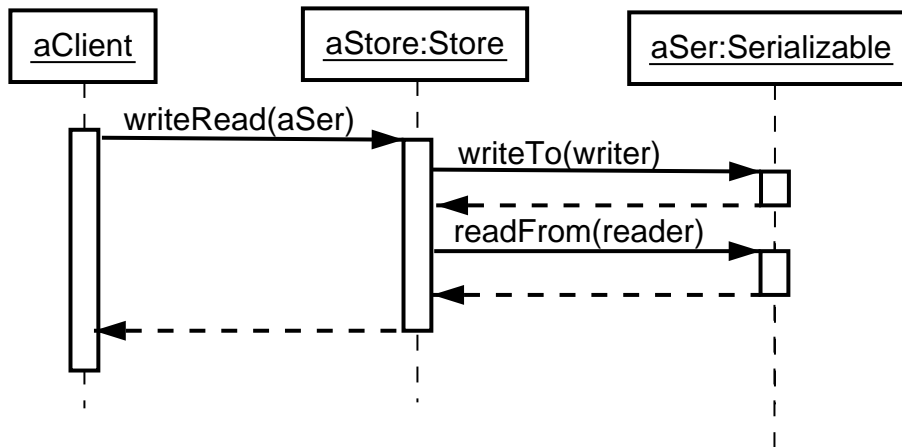 aClient
aStore:Store
aSer:Serializable
writeRead(aSer)
writeTo(writer)
readFrom(reader)